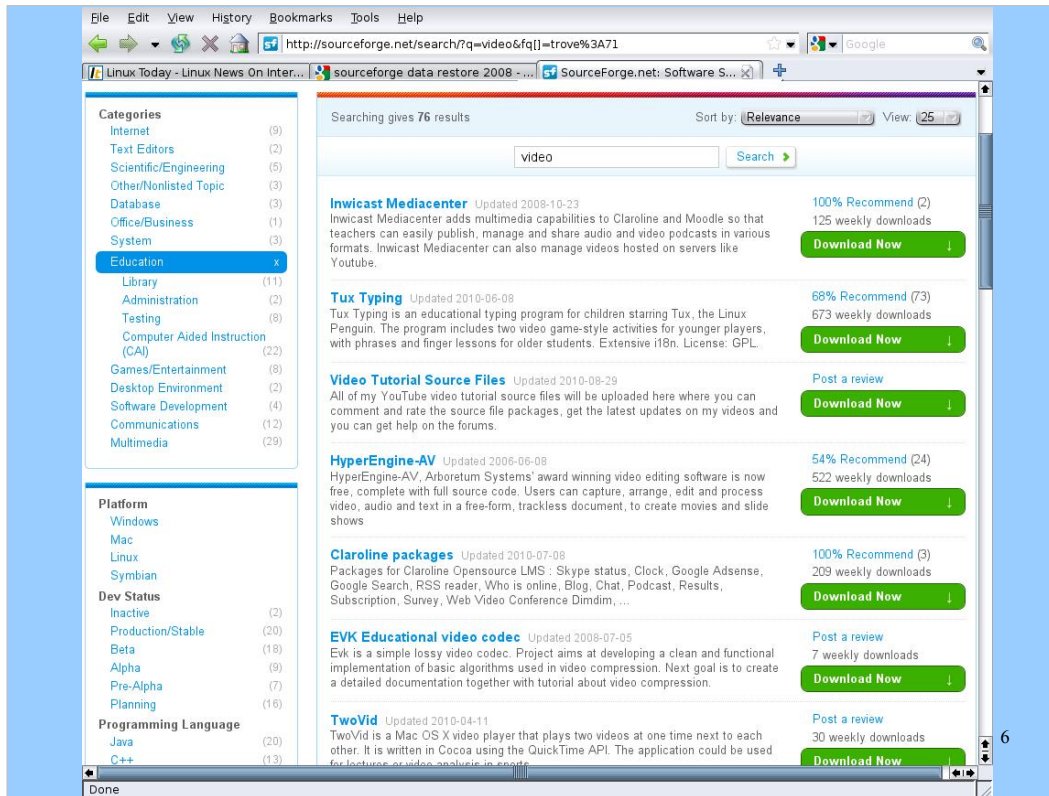 File Edit View History Bookmarks Tools Help
http://sourceforge.net/search/?q=video&fq[]=trove%3A71
Google
Linux Today - Linux News On Inter...
sourceforge data restore 2008 - ...
SourceForge.net: Software S...
Categories
Internet (9)
Text Editors (2)
Scientific/Engineering (5)
Other/Nonlisted Topic (3)
Database (3)
Office/Business (1)
System (3)
Education x
Library (11)
Administration (2)
Testing (8)
Computer Aided Instruction
(CAI) (22)
Games/Entertainment (8)
Desktop Environment (2)
Software Development (4)
Communications (12)
Multimedia (29)
Platform
Windows
Mac
Linux
Symbian
Dev Status
Inactive (2)
Production/Stable (20)
Beta (18)
Alpha (9)
Pre-Alpha (7)
Planning (16)
Programming Language
Java (20)
C++ (13)
Searching gives 76 results
Sort by: Relevance View: 25
video Search
Inwicast Mediacenter Updated 2008-10-23
Inwicast Mediacenter adds multimedia capabilities to Claroline and Moodle so that
teachers can easily publish, manage and share audio and video podcasts in various
formats. Inwicast Mediacenter can also manage videos hosted on servers like
Youtube.
100% Recommend (2)
125 weekly downloads
Download Now ↓
Tux Typing Updated 2010-06-08
Tux Typing is an educational typing program for children starring Tux, the Linux
Penguin. The program includes two video game-style activities for younger players,
with phrases and finger lessons for older students. Extensive i18n. License: GPL.
68% Recommend (73)
673 weekly downloads
Download Now ↓
Video Tutorial Source Files Updated 2010-08-29
All of my YouTube video tutorial source files will be uploaded here where you can
comment and rate the source file packages, get the latest updates on my videos and
you can get help on the forums.
Post a review
Download Now ↓
HyperEngine-AV Updated 2006-06-08
HyperEngine-AV, Arboretum Systems' award winning video editing software is now
free, complete with full source code. Users can capture, arrange, edit and process
video, audio and text in a free-form, trackless document, to create movies and slide
shows
54% Recommend (24)
522 weekly downloads
Download Now ↓
Claroline packages Updated 2010-07-08
Packages for Claroline Opensource LMS : Skype status, Clock, Google Adsense,
Google Search, RSS reader, Who is online, Blog, Chat, Podcast, Results,
Subscription, Survey, Web Video Conference Dimdim, ...
100% Recommend (3)
209 weekly downloads
Download Now ↓
EVK Educational video codec Updated 2008-07-05
Evk is a simple lossy video codec. Project aims at developing a clean and functional
implementation of basic algorithms used in video compression. Next goal is to create
a detailed documentation together with tutorial about video compression.
Post a review
7 weekly downloads
Download Now ↓
TwoVid Updated 2010-04-11
TwoVid is a Mac OS X video player that plays two videos at one time next to each
other. It is written in Cocoa using the QuickTime API. The application could be used
for lectures or video analysis in sports
Post a review
30 weekly downloads
Download Now ↓
6
Done